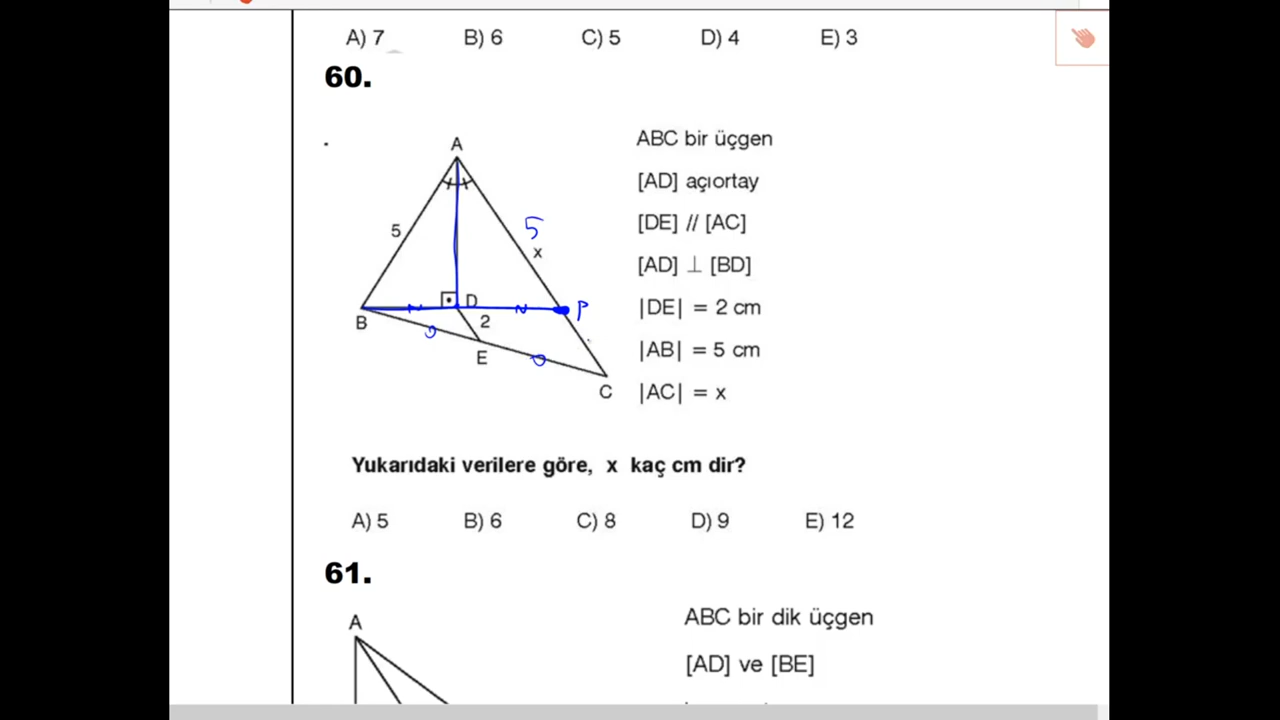 A) 7 B) 6 C) 5 D) 4 E) 3
60.
A
ABC bir üçgen
[AD] açıortay
5
5
[DE] // [AC]
x
[AD] ⊥ [BD]
D
P
|DE| = 2 cm
B
2
E
|AB| = 5 cm
C
|AC| = x
Yukarıdaki verilere göre, x kaç cm dir?
A) 5 B) 6 C) 8 D) 9 E) 12
61.
A
ABC bir dik üçgen
[AD] ve [BE]